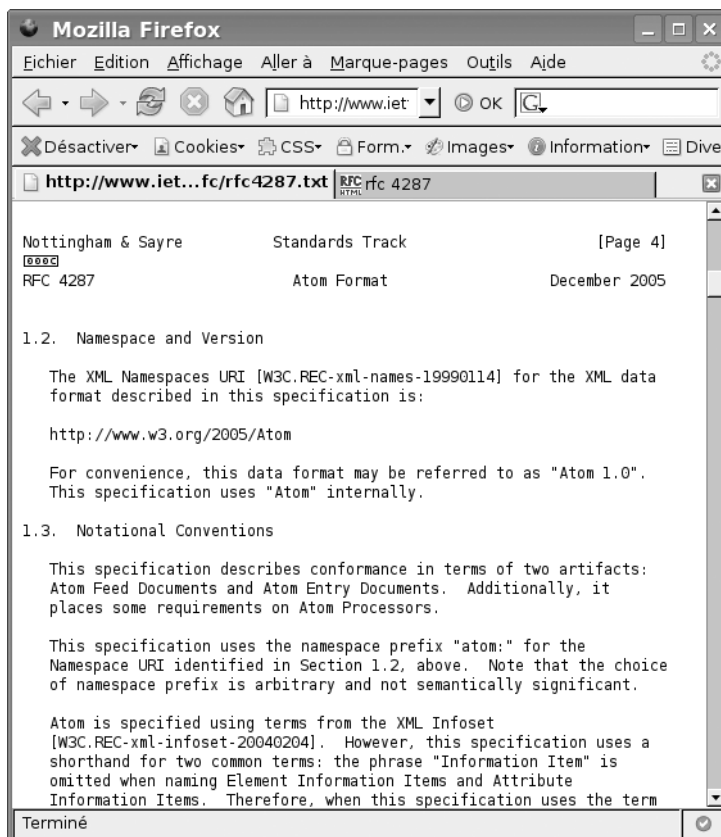 Mozilla Firefox
Fichier Edition Affichage Aller à Marque-pages Outils Aide
http://www.iet OK G
Désactiver Cookies CSS Form. Images Information Dive
http://www.iet...fc/rfc4287.txt RFC HTML rfc 4287
Nottingham & Sayre Standards Track [Page 4]
000C
RFC 4287 Atom Format December 2005
1.2. Namespace and Version
The XML Namespaces URI [W3C.REC-xml-names-19990114] for the XML data
format described in this specification is:
http://www.w3.org/2005/Atom
For convenience, this data format may be referred to as "Atom 1.0".
This specification uses "Atom" internally.
1.3. Notational Conventions
This specification describes conformance in terms of two artifacts:
Atom Feed Documents and Atom Entry Documents. Additionally, it
places some requirements on Atom Processors.
This specification uses the namespace prefix "atom:" for the
Namespace URI identified in Section 1.2, above. Note that the choice
of namespace prefix is arbitrary and not semantically significant.
Atom is specified using terms from the XML Infoset
[W3C.REC-xml-infoset-20040204]. However, this specification uses a
shorthand for two common terms: the phrase "Information Item" is
omitted when naming Element Information Items and Attribute
Information Items. Therefore, when this specification uses the term
Terminé